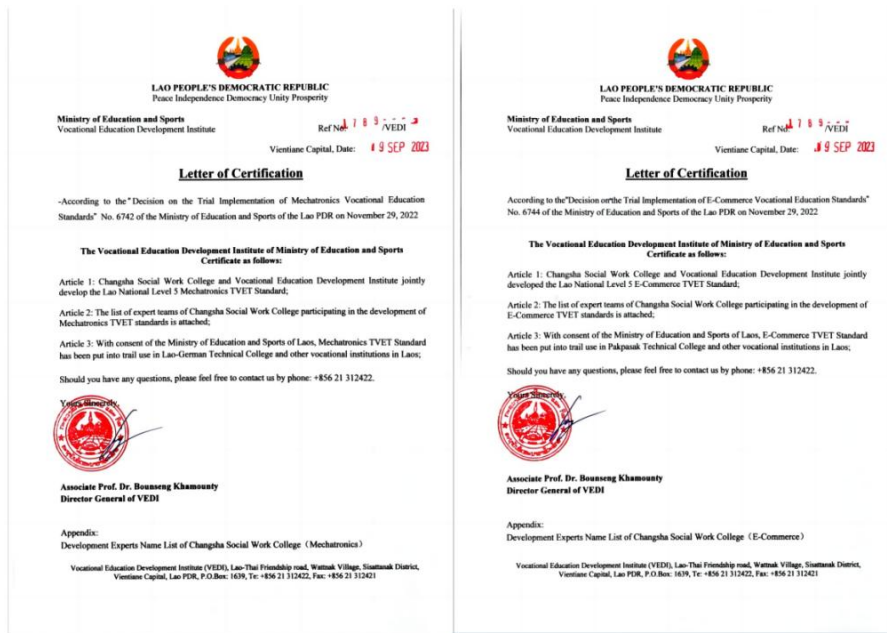 LAO PEOPLE'S DEMOCRATIC REPUBLIC
Peace Independence Democracy Unity Prosperity
Ministry of Education and Sports
Vocational Education Development Institute
Ref No: 1789 /VEDI
Vientiane Capital, Date: 19 SEP 2023
Letter of Certification
-According to the" Decision on the Trial Implementation of Mechatronics Vocational Education
Standards" No. 6742 of the Ministry of Education and Sports of the Lao PDR on November 29, 2022
The Vocational Education Development Institute of Ministry of Education and Sports
Certificate as follows:
Article 1: Changsha Social Work College and Vocational Education Development Institute jointly
develop the Lao National Level 5 Mechatronics TVET Standard;
Article 2: The list of expert teams of Changsha Social Work College participating in the development of
Mechatronics TVET standards is attached;
Article 3: With consent of the Ministry of Education and Sports of Laos, Mechatronics TVET Standard
has been put into trail use in Lao-German Technical College and other vocational institutions in Laos;
Should you have any questions, please feel free to contact us by phone: +856 21 312422.
Yours Sincerely,
Associate Prof. Dr. Bounseng Khamounty
Director General of VEDI
Appendix:
Development Experts Name List of Changsha Social Work College（Mechatronics）
Vocational Education Development Institute (VEDI), Lao-Thai Friendship road, Wattnak Village, Sisattanak District,
Vientiane Capital, Lao PDR, P.O.Box: 1639, Te: +856 21 312422, Fax: +856 21 312421
LAO PEOPLE'S DEMOCRATIC REPUBLIC
Peace Independence Democracy Unity Prosperity
Ministry of Education and Sports
Vocational Education Development Institute
Ref No: 1789 /VEDI
Vientiane Capital, Date: 19 SEP 2023
Letter of Certification
According to the"Decision on the Trial Implementation of E-Commerce Vocational Education Standards"
No. 6744 of the Ministry of Education and Sports of the Lao PDR on November 29, 2022
The Vocational Education Development Institute of Ministry of Education and Sports
Certificate as follows:
Article 1: Changsha Social Work College and Vocational Education Development Institute jointly
developed the Lao National Level 5 E-Commerce TVET Standard;
Article 2: The list of expert teams of Changsha Social Work College participating in the development of
E-Commerce TVET standards is attached;
Article 3: With consent of the Ministry of Education and Sports of Laos, E-Commerce TVET Standard
has been put into trail use in Pakpasak Technical College and other vocational institutions in Laos;
Should you have any questions, please feel free to contact us by phone: +856 21 312422.
Yours Sincerely,
Associate Prof. Dr. Bounseng Khamounty
Director General of VEDI
Appendix:
Development Experts Name List of Changsha Social Work College（E-Commerce）
Vocational Education Development Institute (VEDI), Lao-Thai Friendship road, Wattnak Village, Sisattanak District,
Vientiane Capital, Lao PDR, P.O.Box: 1639, Te: +856 21 312422, Fax: +856 21 312421